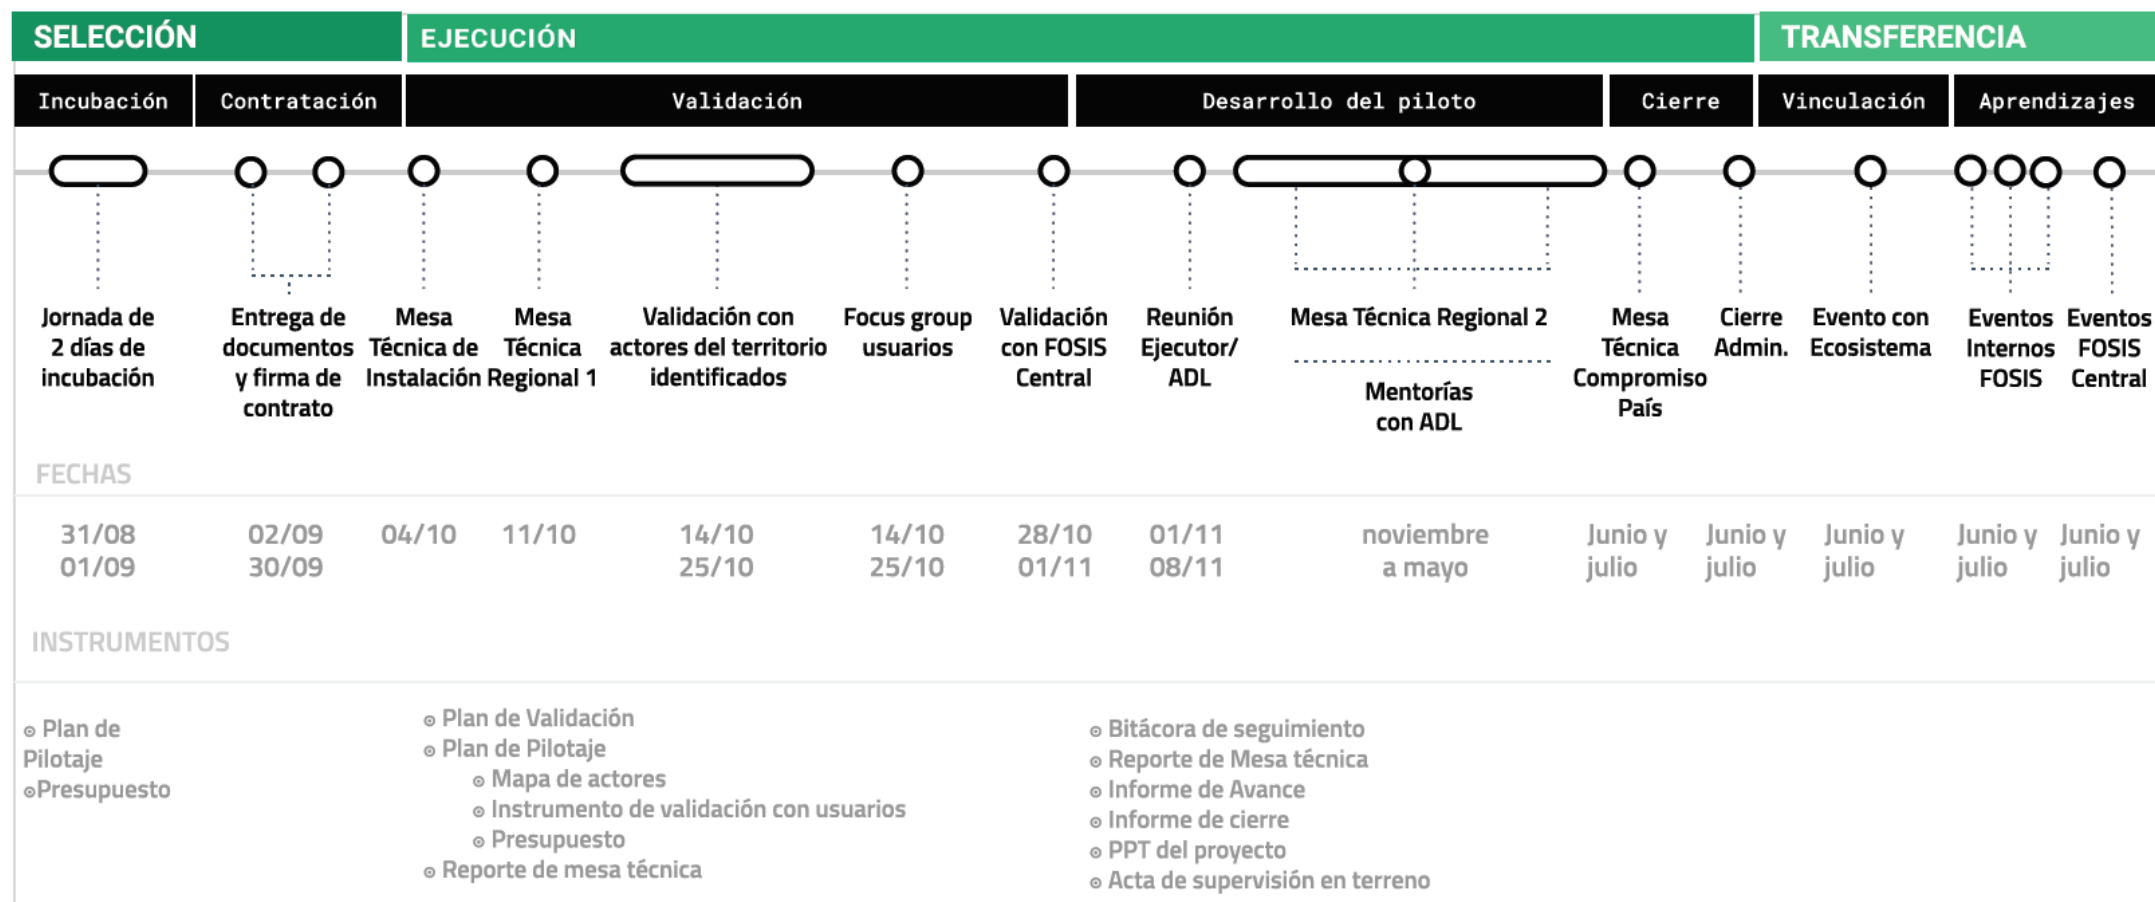 SELECCIÓN
EJECUCIÓN
TRANSFERENCIA
Incubación
Contratación
Validación
Desarrollo del piloto
Cierre
Vinculación
Aprendizajes
Jornada de
2 días de
incubación
Entrega de
documentos
y firma de
contrato
Mesa
Técnica de
Instalación
Mesa
Técnica
Regional 1
Validación con
actores del territorio
identificados
Focus group
usuarios
Validación
con FOSIS
Central
Reunión
Ejecutor/
ADL
Mesa Técnica Regional 2
Mentorías
con ADL
Mesa
Técnica
Compromiso
País
Cierre
Admin.
Evento con
Ecosistema
Eventos
Internos
FOSIS
Eventos
FOSIS
Central
FECHAS
31/08
01/09
02/09
30/09
04/10
11/10
14/10
25/10
14/10
25/10
28/10
01/11
01/11
08/11
noviembre
a mayo
Junio y
julio
Junio y
julio
Junio y
julio
Junio y
julio
Junio y
julio
INSTRUMENTOS
⊙ Plan de
Pilotaje
⊙Presupuesto
⊙ Plan de Validación
⊙ Plan de Pilotaje
⊙ Mapa de actores
⊙ Instrumento de validación con usuarios
⊙ Presupuesto
⊙ Reporte de mesa técnica
⊙ Bitácora de seguimiento
⊙ Reporte de Mesa técnica
⊙ Informe de Avance
⊙ Informe de cierre
⊙ PPT del proyecto
⊙ Acta de supervisión en terreno